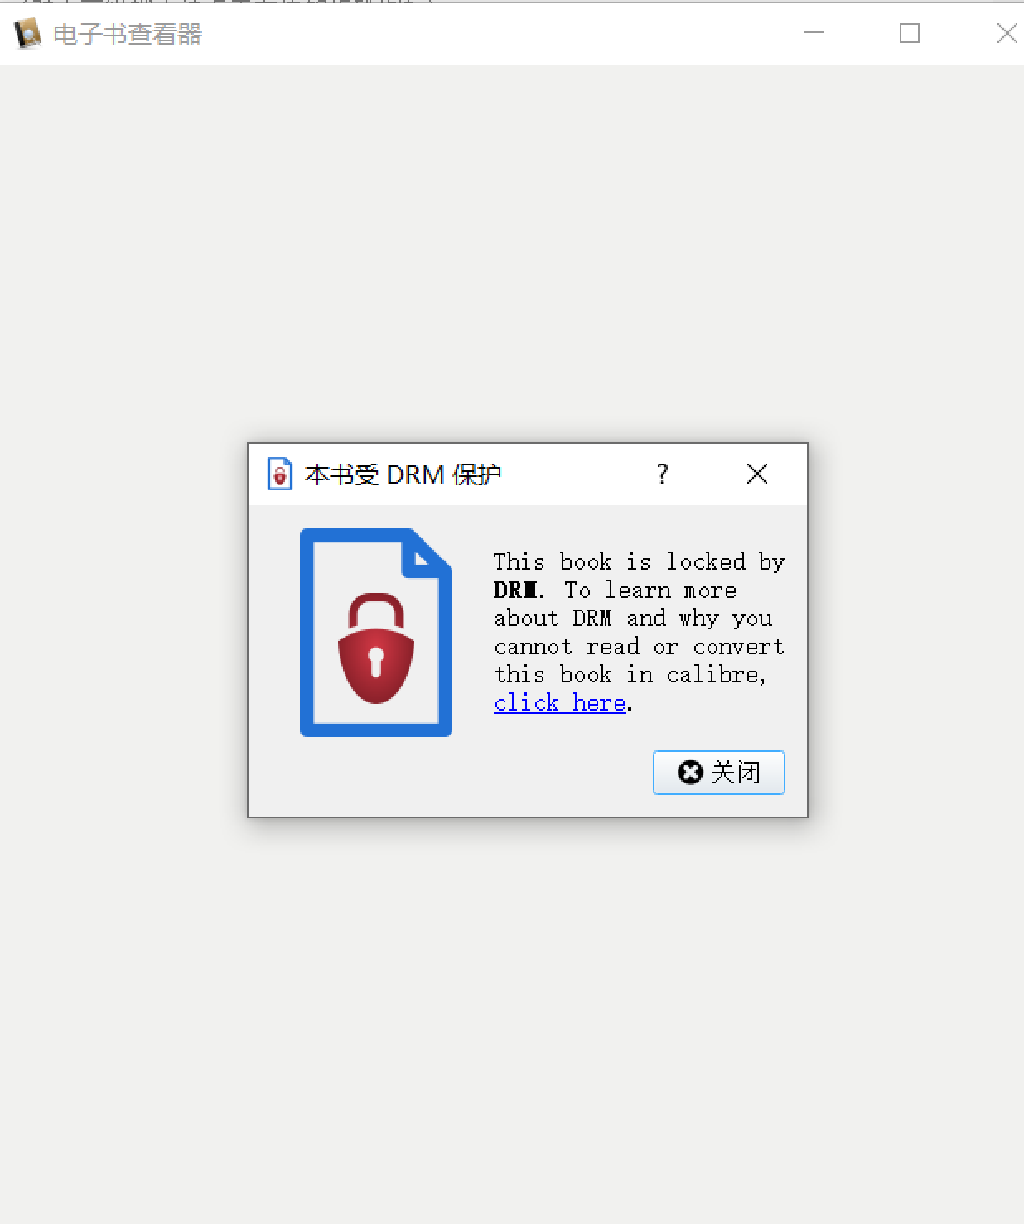 电子书查看器
本书受 DRM 保护
?
This book is locked by
DRM. To learn more
about DRM and why you
cannot read or convert
this book in calibre,
click here.
关闭